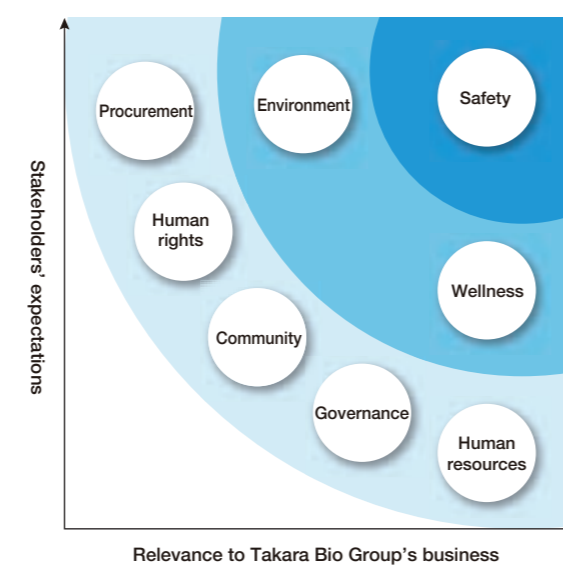 Stakeholders’ expectations
Procurement
Environment
Safety
Human
rights
Wellness
Community
Governance
Human
resources
Relevance to Takara Bio Group’s business